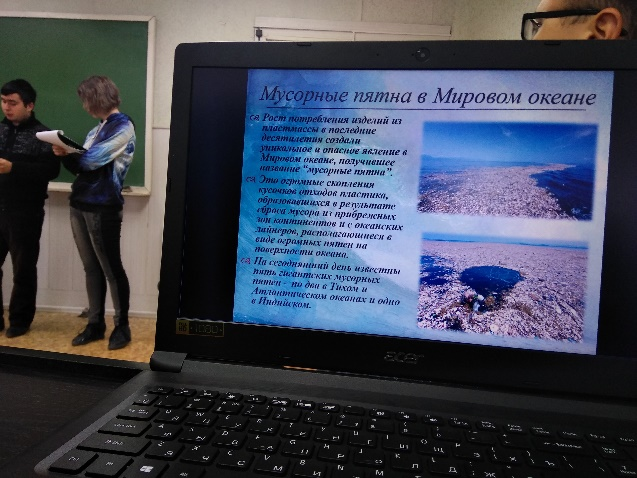 Мусорные пятна в Мировом океане
Рост потребления изделий из
пластмассы в последние
десятилетия создали
уникальное и опасное явление в
Мировом океане, получившее
название "мусорные пятна".
Это огромные скопления
кусочков отходов пластика,
образовавшихся в результате
сброса мусора из прибрежных
зон континентов и с океанских
лайнеров, располагающиеся в
виде огромных пятен на
поверхности океана.
На сегодняшний день известны
пять гигантских мусорных
пятен - по два в Тихом и
Атлантическом океанах и одно
в Индийском.
1080
acer